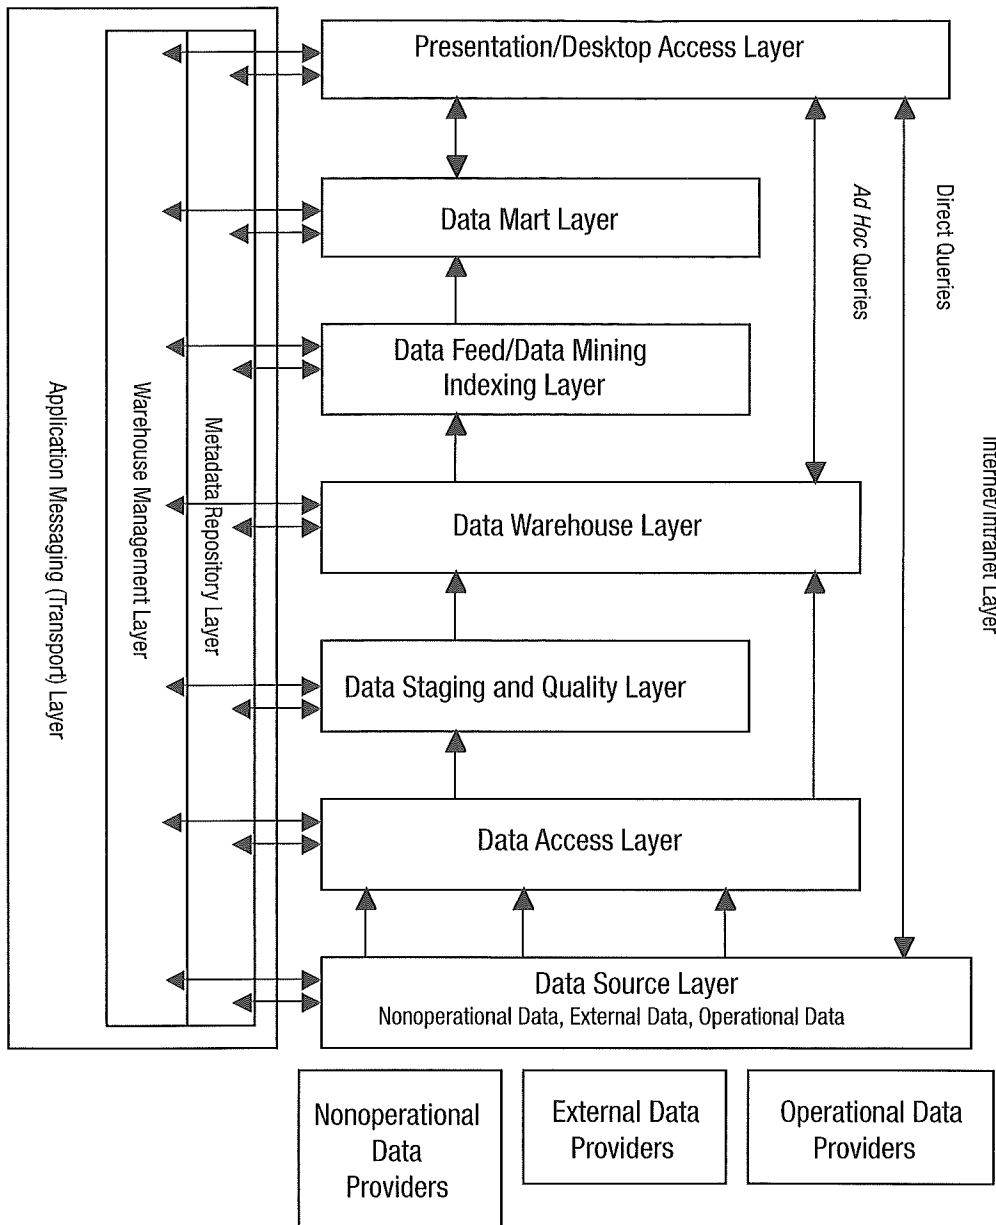 Presentation/Desktop Access Layer
Data Mart Layer
Ad Hoc Queries
Direct Queries
Data Feed/Data Mining
Indexing Layer
Application Messaging (Transport) Layer
Warehouse Management Layer
Metadata Repository Layer
Internet/Intranet Layer
Data Warehouse Layer
Data Staging and Quality Layer
Data Access Layer
Data Source Layer
Nonoperational Data, External Data, Operational Data
Nonoperational
Data
Providers
External Data
Providers
Operational Data
Providers